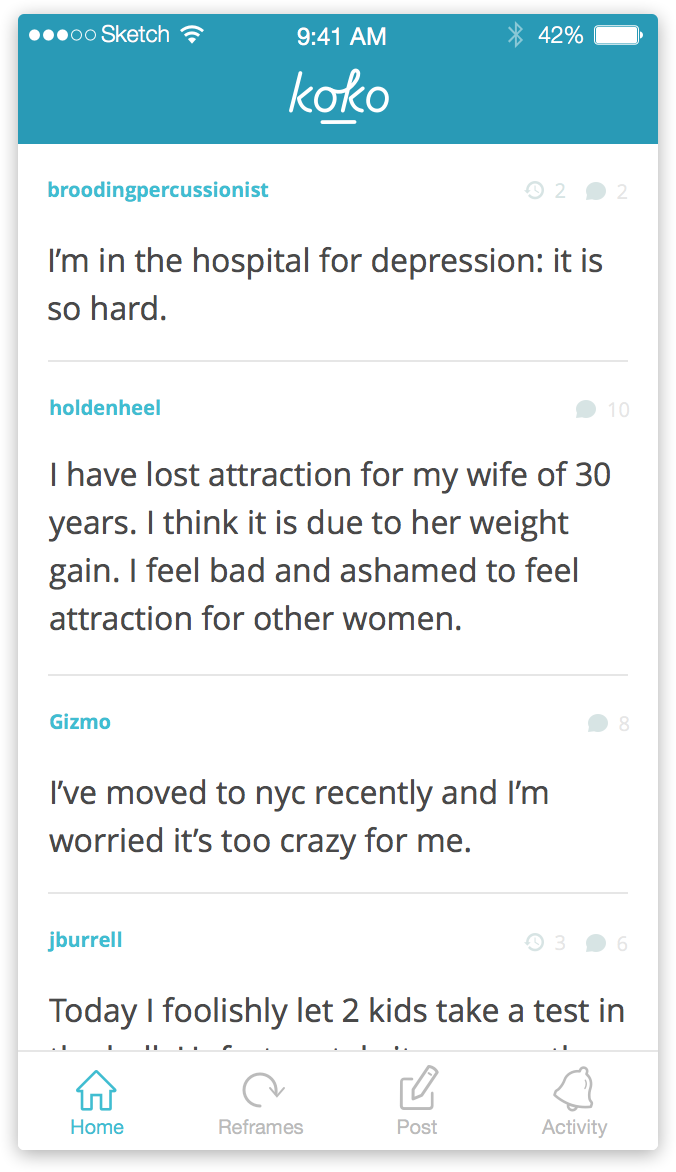 Sketch 9:41 AM 42%
koko
broodingpercussionist 2 2
I’m in the hospital for depression: it is
so hard.
holdenheel 10
I have lost attraction for my wife of 30
years. I think it is due to her weight
gain. I feel bad and ashamed to feel
attraction for other women.
Gizmo 8
I’ve moved to nyc recently and I’m
worried it’s too crazy for me.
jburrell 3 6
Today I foolishly let 2 kids take a test in
Home Reframes Post Activity